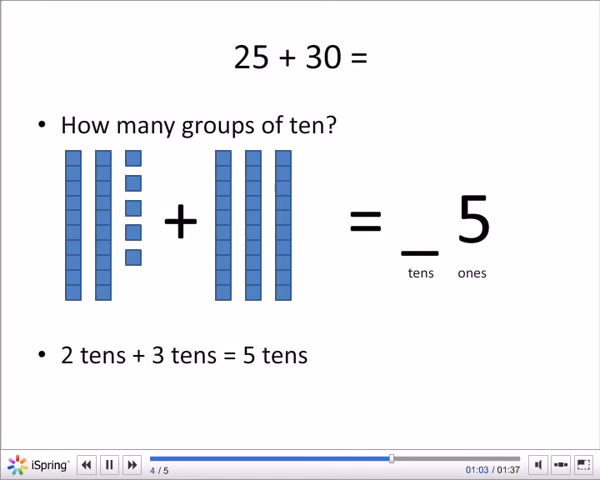 25 + 30 =
• How many groups of ten?
+ = _ 5
tens ones
• 2 tens + 3 tens = 5 tens
iSpring® 4 / 5 01:03 / 01:37